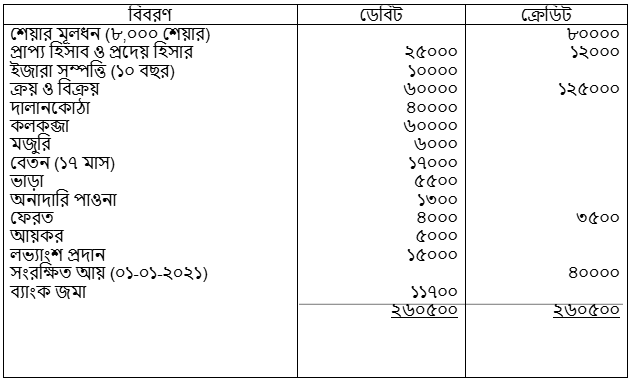 বিবরণ ডেবিট ক্রেডিট
শেয়ার মূলধন (৮,০০০ শেয়ার) ৮০০০০
প্রাপ্য হিসাব ও প্রদেয় হিসার ২৫০০০ ১২০০০
ইজারা সম্পত্তি (১০ বছর) ১০০০০
ক্রয় ও বিক্রয় ৬০০০০ ১২৫০০০
দালানকোঠা ৪০০০০
কলকব্জা ৬০০০০
মজুরি ৬০০০
বেতন (১৭ মাস) ১৭০০০
ভাড়া ৫৫০০
অনাদারি পাওনা ১৩০০
ফেরত ৪০০০ ৩৫০০
আয়কর ৫০০০
লভ্যাংশ প্রদান ১৫০০০
সংরক্ষিত আয় (০১-০১-২০২১) ৪০০০০
ব্যাংক জমা ১১৭০০
২৬০৫০০ ২৬০৫০০